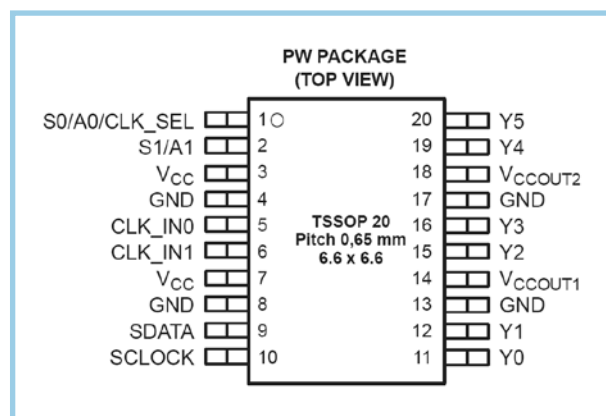 PW PACKAGE
(TOP VIEW)
S0/A0/CLK_SEL 1 20 Y5
S1/A1 2 19 Y4
VCC 3 18 VCCOUT2
GND 4 17 GND
CLK_IN0 5 16 Y3
CLK_IN1 6 15 Y2
VCC 7 14 VCCOUT1
GND 8 13 GND
SDATA 9 12 Y1
SCLOCK 10 11 Y0
TSSOP 20
Pitch 0,65 mm
6.6 x 6.6